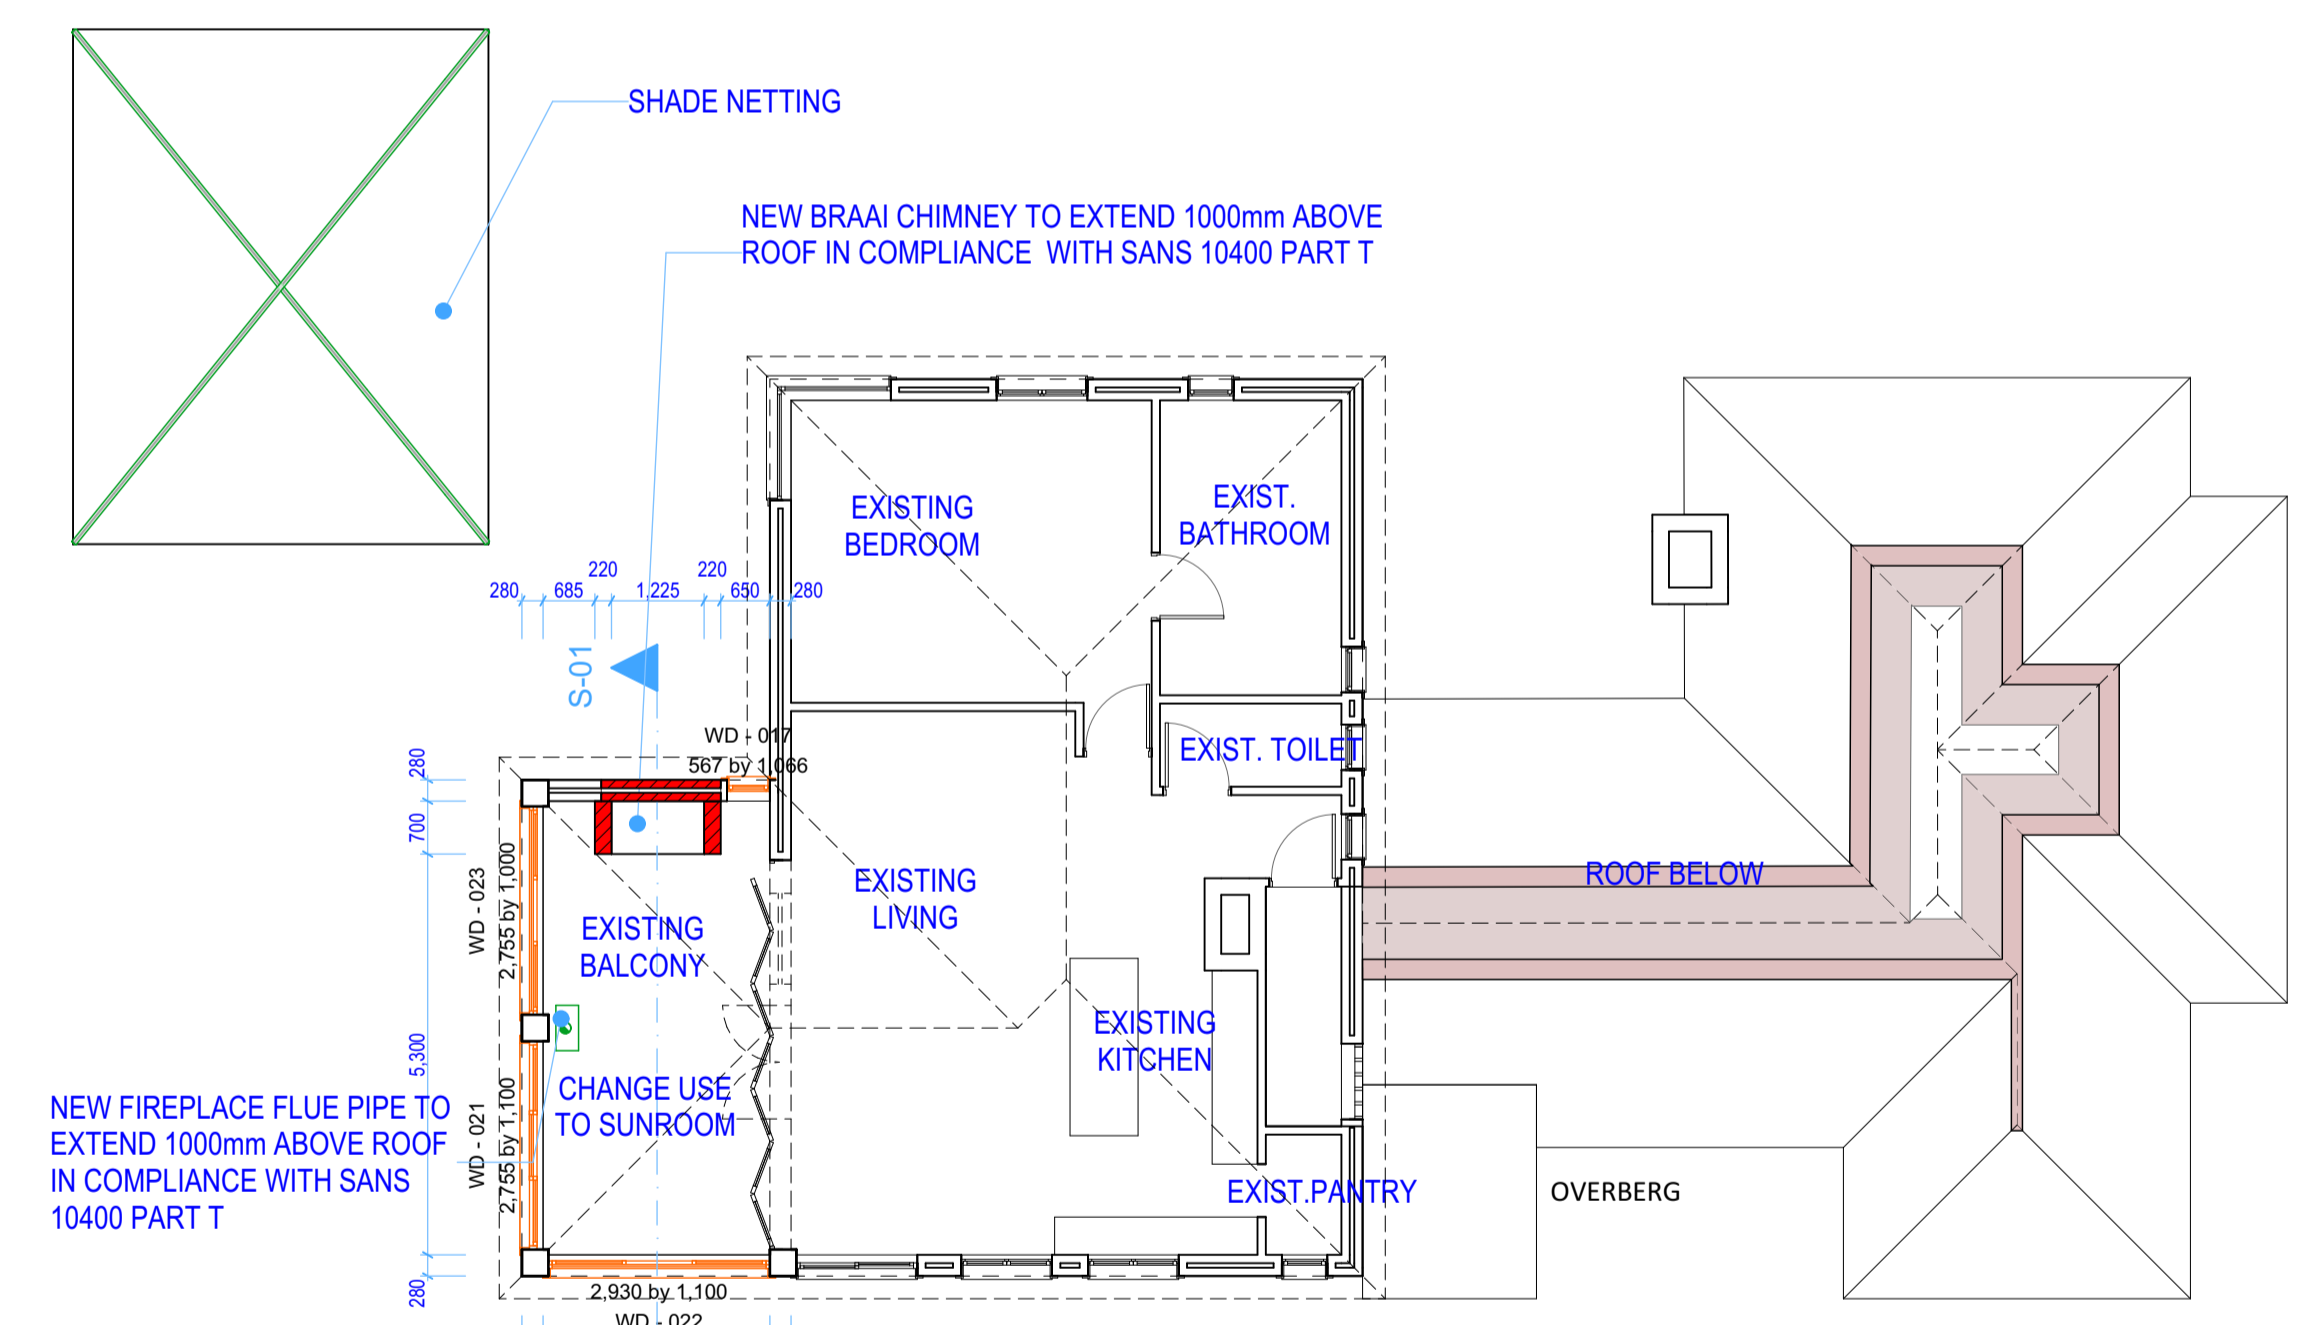 SHADE NETTING
NEW BRAAI CHIMNEY TO EXTEND 1000mm ABOVE
ROOF IN COMPLIANCE WITH SANS 10400 PART T
EXISTING
BEDROOM
EXIST.
BATHROOM
220
220
280
685
1,225
650
280
S-01
WD - 017
567 by 1,066
EXIST. TOILET
280
700
5,300
280
WD - 023
2,755 by 1,000
EXISTING
LIVING
ROOF BELOW
EXISTING
BALCONY
EXISTING
KITCHEN
CHANGE USE
TO SUNROOM
WD - 021
2,755 by 1,100
NEW FIREPLACE FLUE PIPE TO
EXTEND 1000mm ABOVE ROOF
IN COMPLIANCE WITH SANS
10400 PART T
EXIST.PANTRY
OVERBERG
2,930 by 1,100
WD - 022